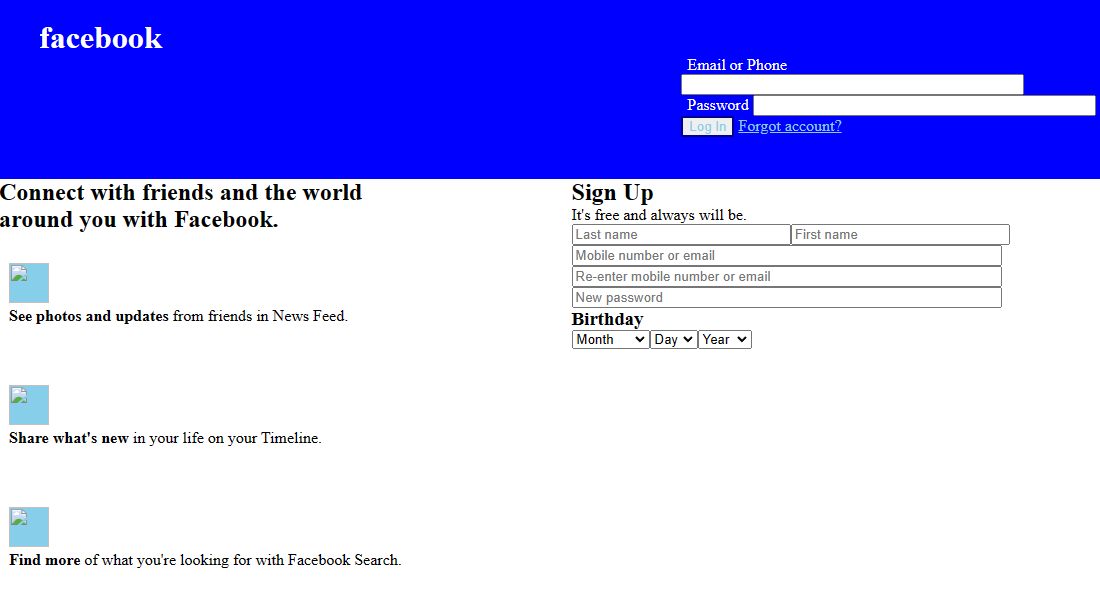 facebook
Email or Phone
Password
Log In Forgot account?
Connect with friends and the world
around you with Facebook.
See photos and updates from friends in News Feed.
Share what's new in your life on your Timeline.
Find more of what you're looking for with Facebook Search.
Sign Up
It's free and always will be.
Last name First name
Mobile number or email
Re-enter mobile number or email
New password
Birthday
Month Day Year